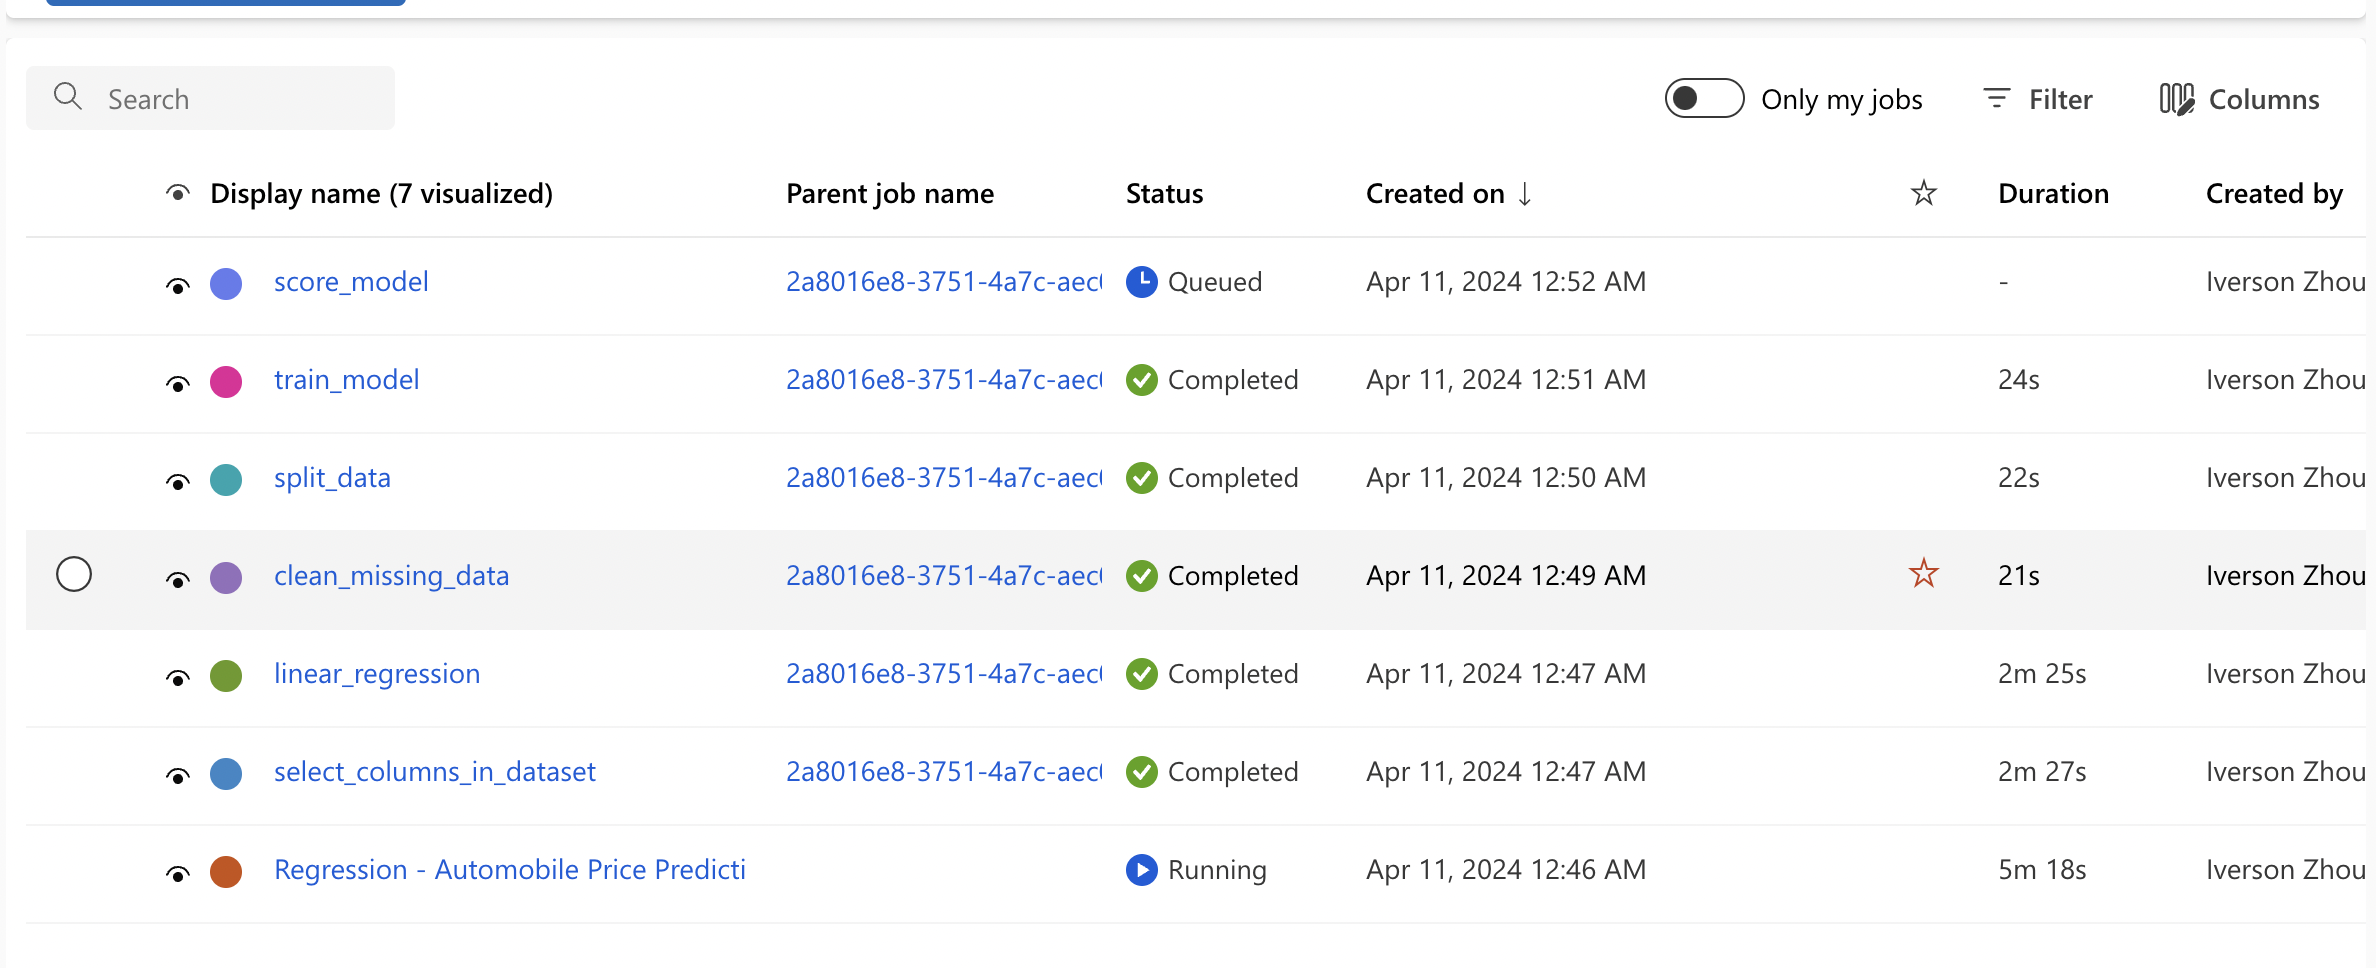 Search
Only my jobs Filter Columns
Display name (7 visualized) Parent job name Status Created on ↓ Duration Created by
score_model 2a8016e8-3751-4a7c-aec Queued Apr 11, 2024 12:52 AM - Iverson Zhou
train_model 2a8016e8-3751-4a7c-aec Completed Apr 11, 2024 12:51 AM 24s Iverson Zhou
split_data 2a8016e8-3751-4a7c-aec Completed Apr 11, 2024 12:50 AM 22s Iverson Zhou
clean_missing_data 2a8016e8-3751-4a7c-aec Completed Apr 11, 2024 12:49 AM 21s Iverson Zhou
linear_regression 2a8016e8-3751-4a7c-aec Completed Apr 11, 2024 12:47 AM 2m 25s Iverson Zhou
select_columns_in_dataset 2a8016e8-3751-4a7c-aec Completed Apr 11, 2024 12:47 AM 2m 27s Iverson Zhou
Regression - Automobile Price Predicti Running Apr 11, 2024 12:46 AM 5m 18s Iverson Zhou